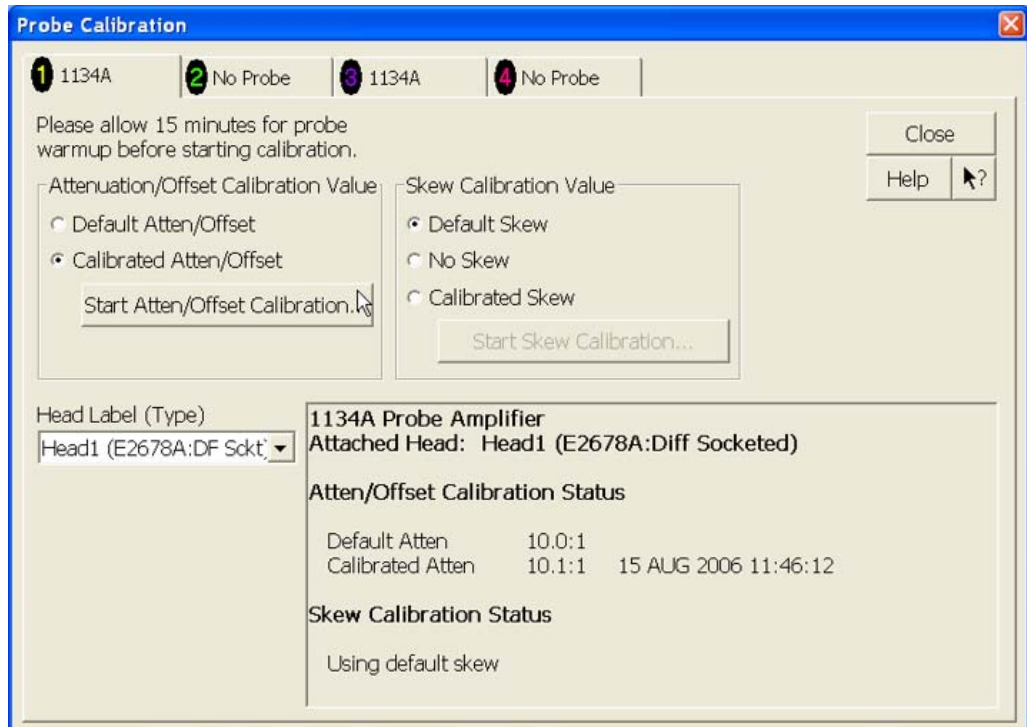 Probe Calibration
1 1134A 2 No Probe 3 1134A 4 No Probe
Please allow 15 minutes for probe
warmup before starting calibration.
Close
Help ?
Attenuation/Offset Calibration Value
Default Atten/Offset
Calibrated Atten/Offset
Start Atten/Offset Calibration...
Skew Calibration Value
Default Skew
No Skew
Calibrated Skew
Start Skew Calibration...
Head Label (Type)
Head1 (E2678A:DF Sckt)
1134A Probe Amplifier
Attached Head: Head1 (E2678A:Diff Socketed)
Atten/Offset Calibration Status
Default Atten 10.0:1
Calibrated Atten 10.1:1 15 AUG 2006 11:46:12
Skew Calibration Status
Using default skew